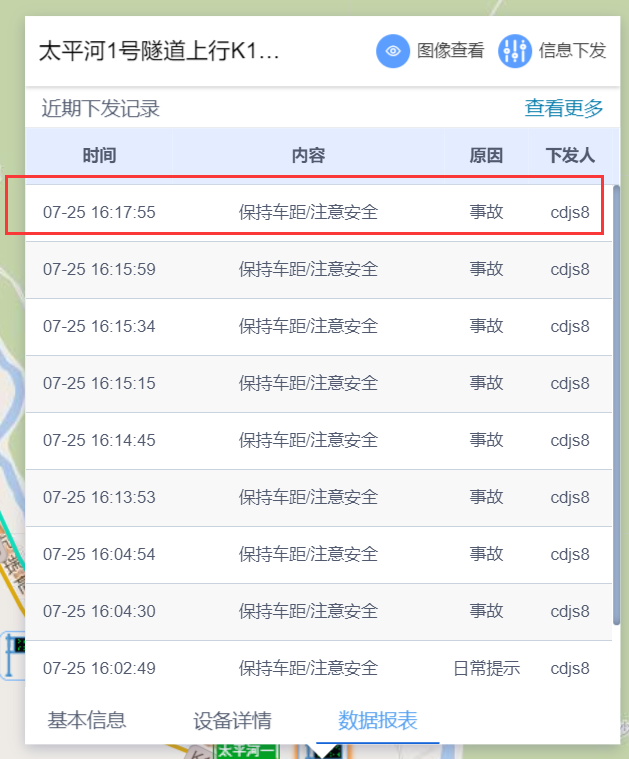 太平河1号隧道上行K1... 图像查看 信息下发
近期下发记录 查看更多
时间 内容 原因 下发人
07-25 16:17:55 保持车距/注意安全 事故 cdjs8
07-25 16:15:59 保持车距/注意安全 事故 cdjs8
07-25 16:15:34 保持车距/注意安全 事故 cdjs8
07-25 16:15:15 保持车距/注意安全 事故 cdjs8
07-25 16:14:45 保持车距/注意安全 事故 cdjs8
07-25 16:13:53 保持车距/注意安全 事故 cdjs8
07-25 16:04:54 保持车距/注意安全 事故 cdjs8
07-25 16:04:30 保持车距/注意安全 事故 cdjs8
07-25 16:02:49 保持车距/注意安全 日常提示 cdjs8
基本信息 设备详情 数据报表
太平河一